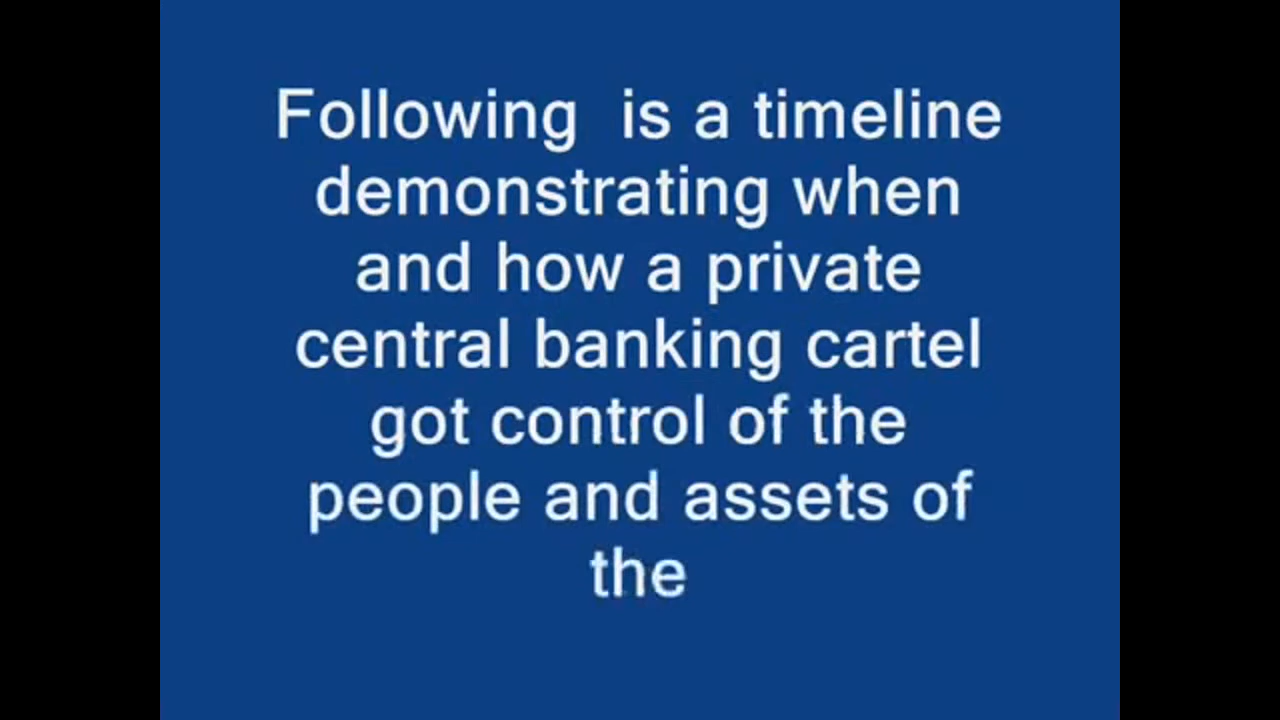 Following  is a timeline
demonstrating when
and how a private
central banking cartel
got control of the
people and assets of
the